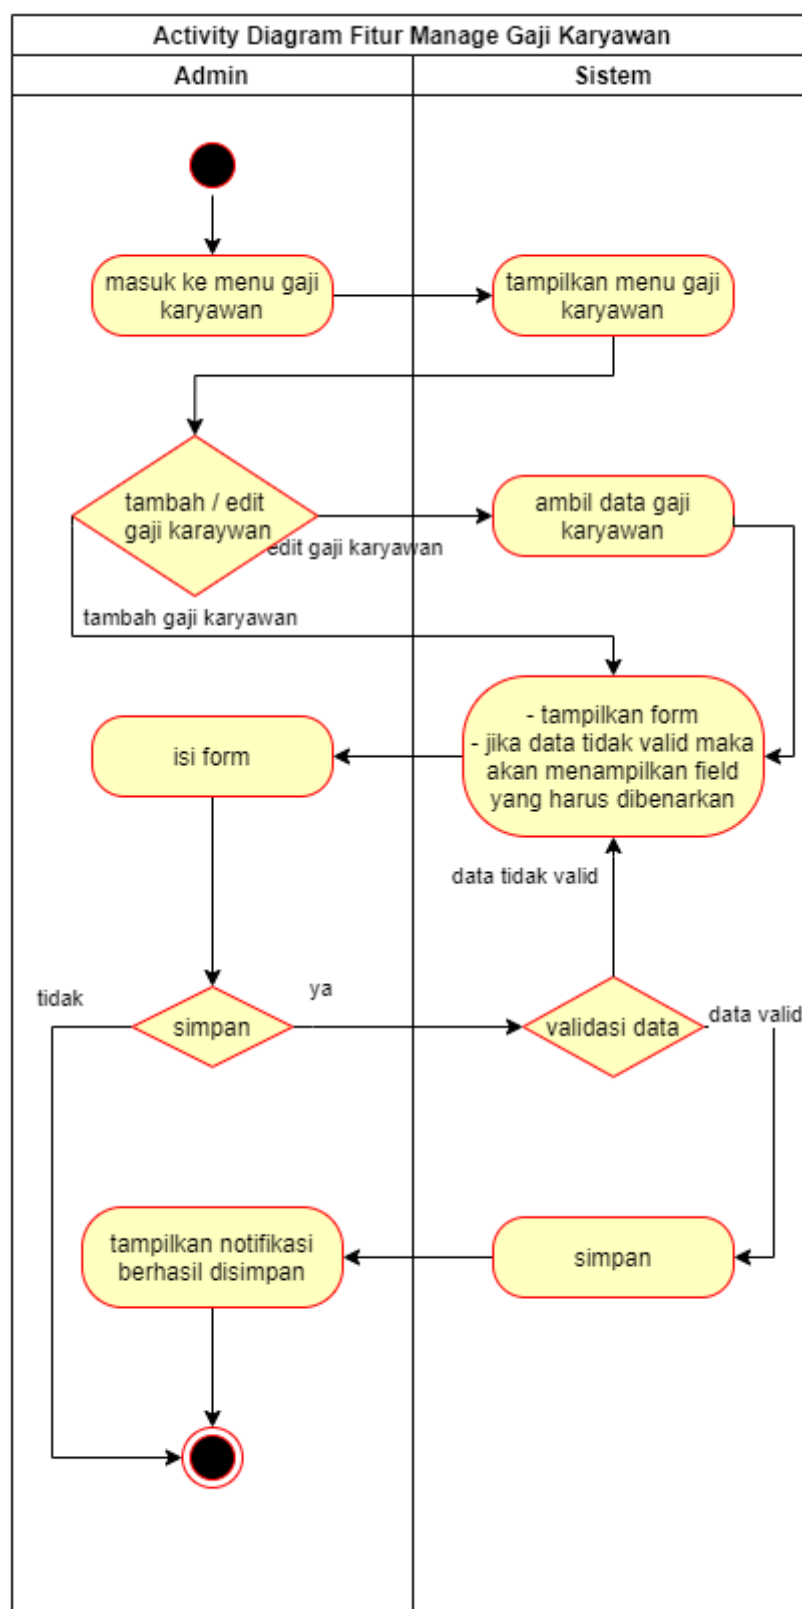 Activity Diagram Fitur Manage Gaji Karyawan
Admin
Sistem
masuk ke menu gaji
karyawan
tampilkan menu gaji
karyawan
tambah / edit
gaji karaywan
edit gaji karyawan
ambil data gaji
karyawan
tambah gaji karyawan
- tampilkan form
- jika data tidak valid maka
akan menampilkan field
yang harus dibenarkan
isi form
data tidak valid
tidak
simpan
ya
validasi data
data valid
tampilkan notifikasi
berhasil disimpan
simpan